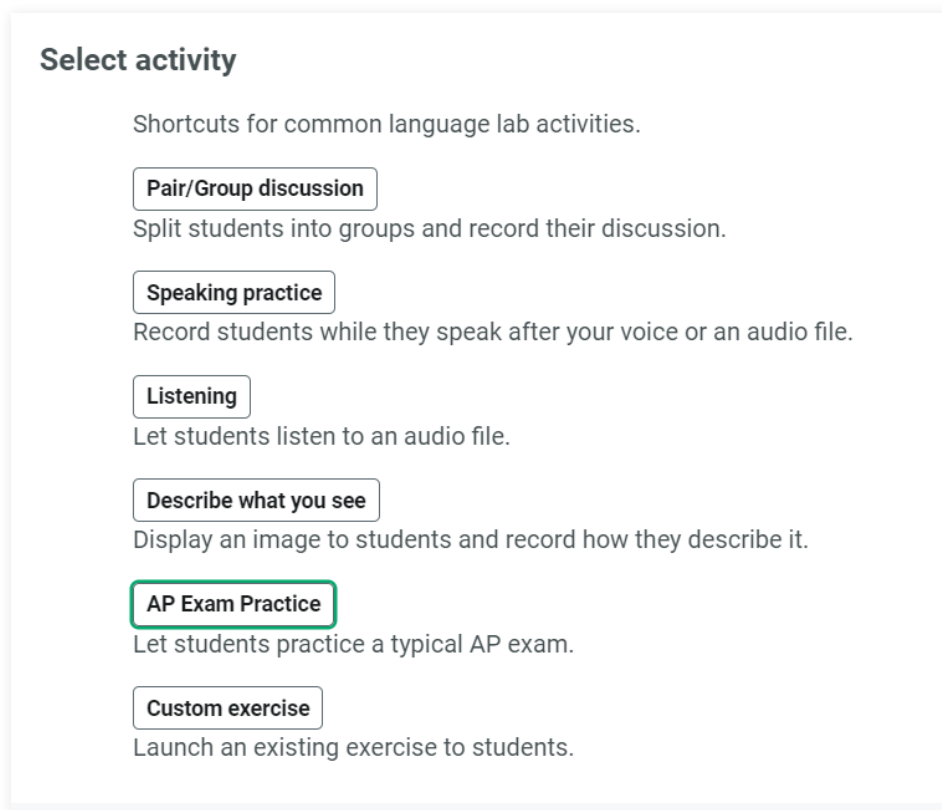 Select activity
Shortcuts for common language lab activities.
Pair/Group discussion
Split students into groups and record their discussion.
Speaking practice
Record students while they speak after your voice or an audio file.
Listening
Let students listen to an audio file.
Describe what you see
Display an image to students and record how they describe it.
AP Exam Practice
Let students practice a typical AP exam.
Custom exercise
Launch an existing exercise to students.